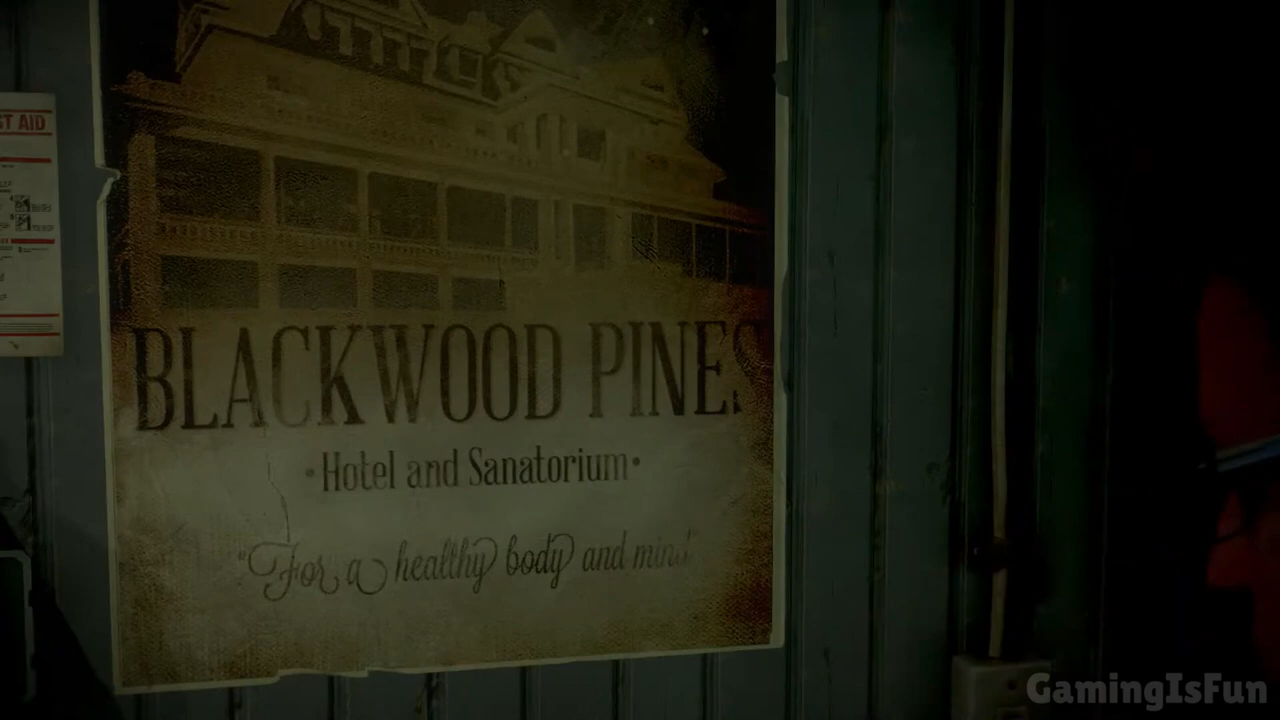 ST AID
BLACKWOOD PINES
•Hotel and Sanatorium•
"For a healthy body and mind"
GamingIsFun